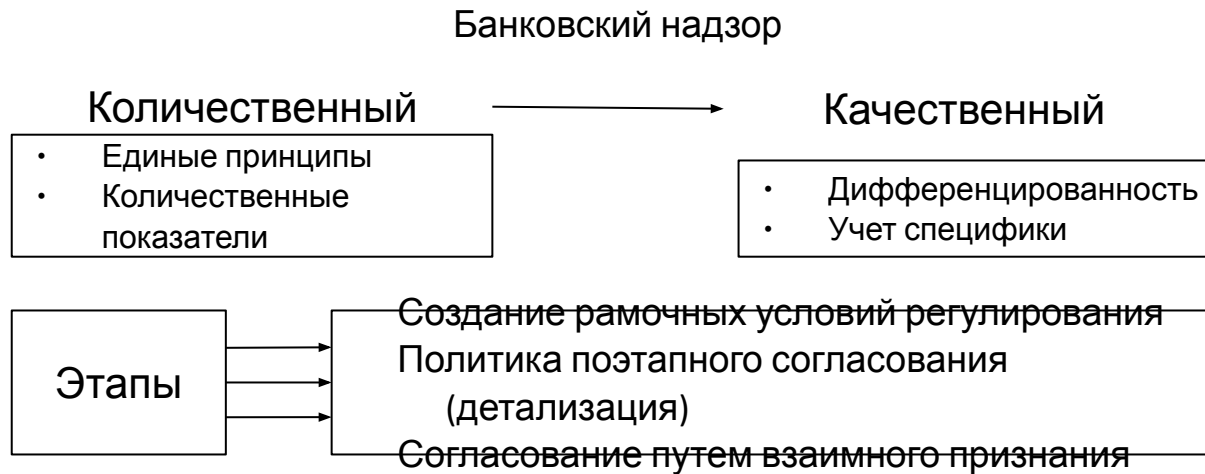 Банковский надзор
Количественный
Качественный
• Единые принципы
• Количественные
показатели
• Дифференцированность
• Учет специфики
Этапы
Создание рамочных условий регулирования
Политика поэтапного согласования
(детализация)
Согласование путем взаимного признания